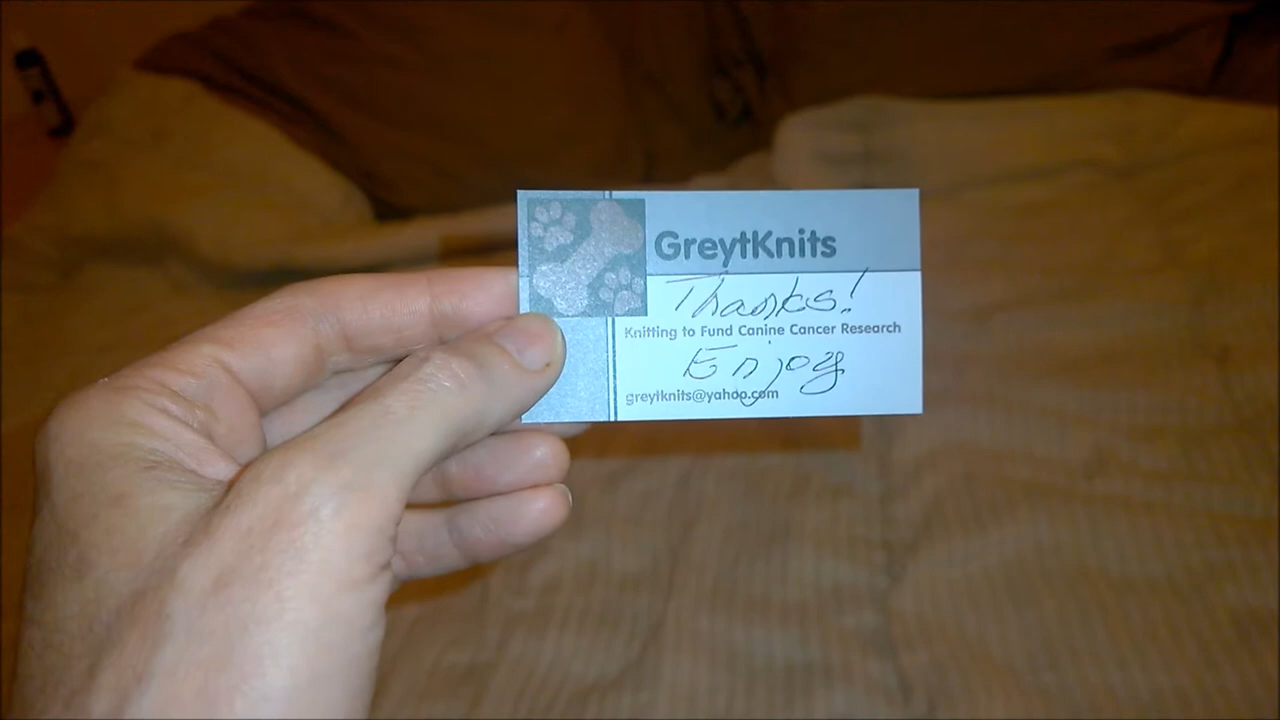 GreytKnits
Thanks!
Knitting to Fund Canine Cancer Research
Enjoy
greytknits@yahoo.com